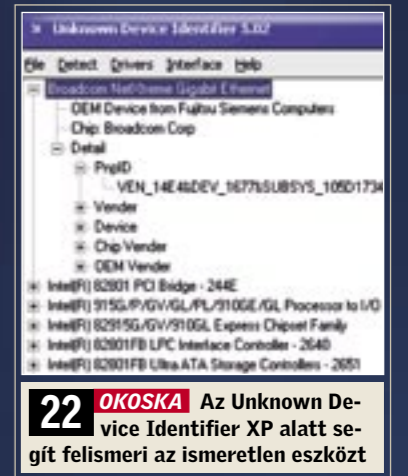 Unknown Device Identifier 5.02
File Detect Drivers Interface Help
Broadcom NetXtreme Gigabit Ethernet
OEM Device from Fujitsu Siemens Computers
Chip: Broadcom Corp
Detail
PnpID
VEN_14E4&DEV_1677&SUBSYS_105D1734
Vender
Device
Chip Vender
OEM Vender
Intel(R) 82801 PCI Bridge - 244E
Intel(R) 915G/P/GV/GL/PL/910GE/GL Processor to I/O
Intel(R) 82915G/GV/910GL Express Chipset Family
Intel(R) 82801FB LPC Interface Controller - 2640
Intel(R) 82801FB Ultra ATA Storage Controllers - 2651
22 OKOSKA Az Unknown De-
vice Identifier XP alatt se-
gít felismeri az ismeretlen eszközt